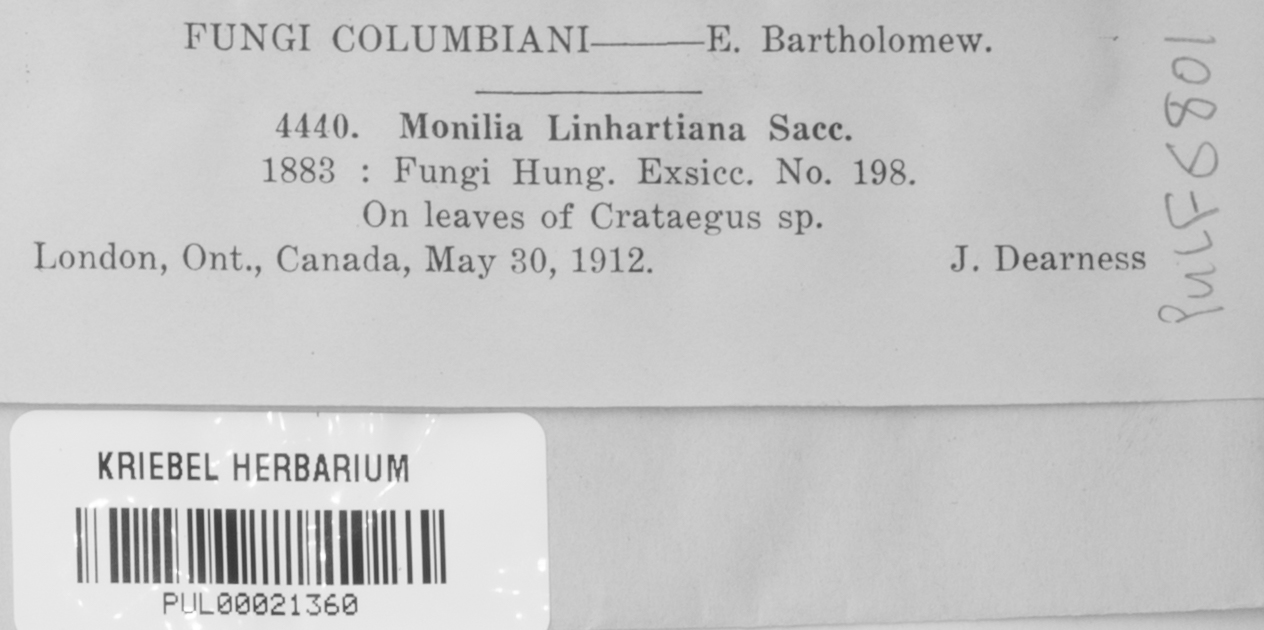 FUNGI COLUMBIANI——E. Bartholomew.
4440. Monilia Linhartiana Sacc.
1883 : Fungi Hung. Exsicc. No. 198.
On leaves of Crataegus sp.
London, Ont., Canada, May 30, 1912. J. Dearness
KRIEBEL HERBARIUM
PUL00021360